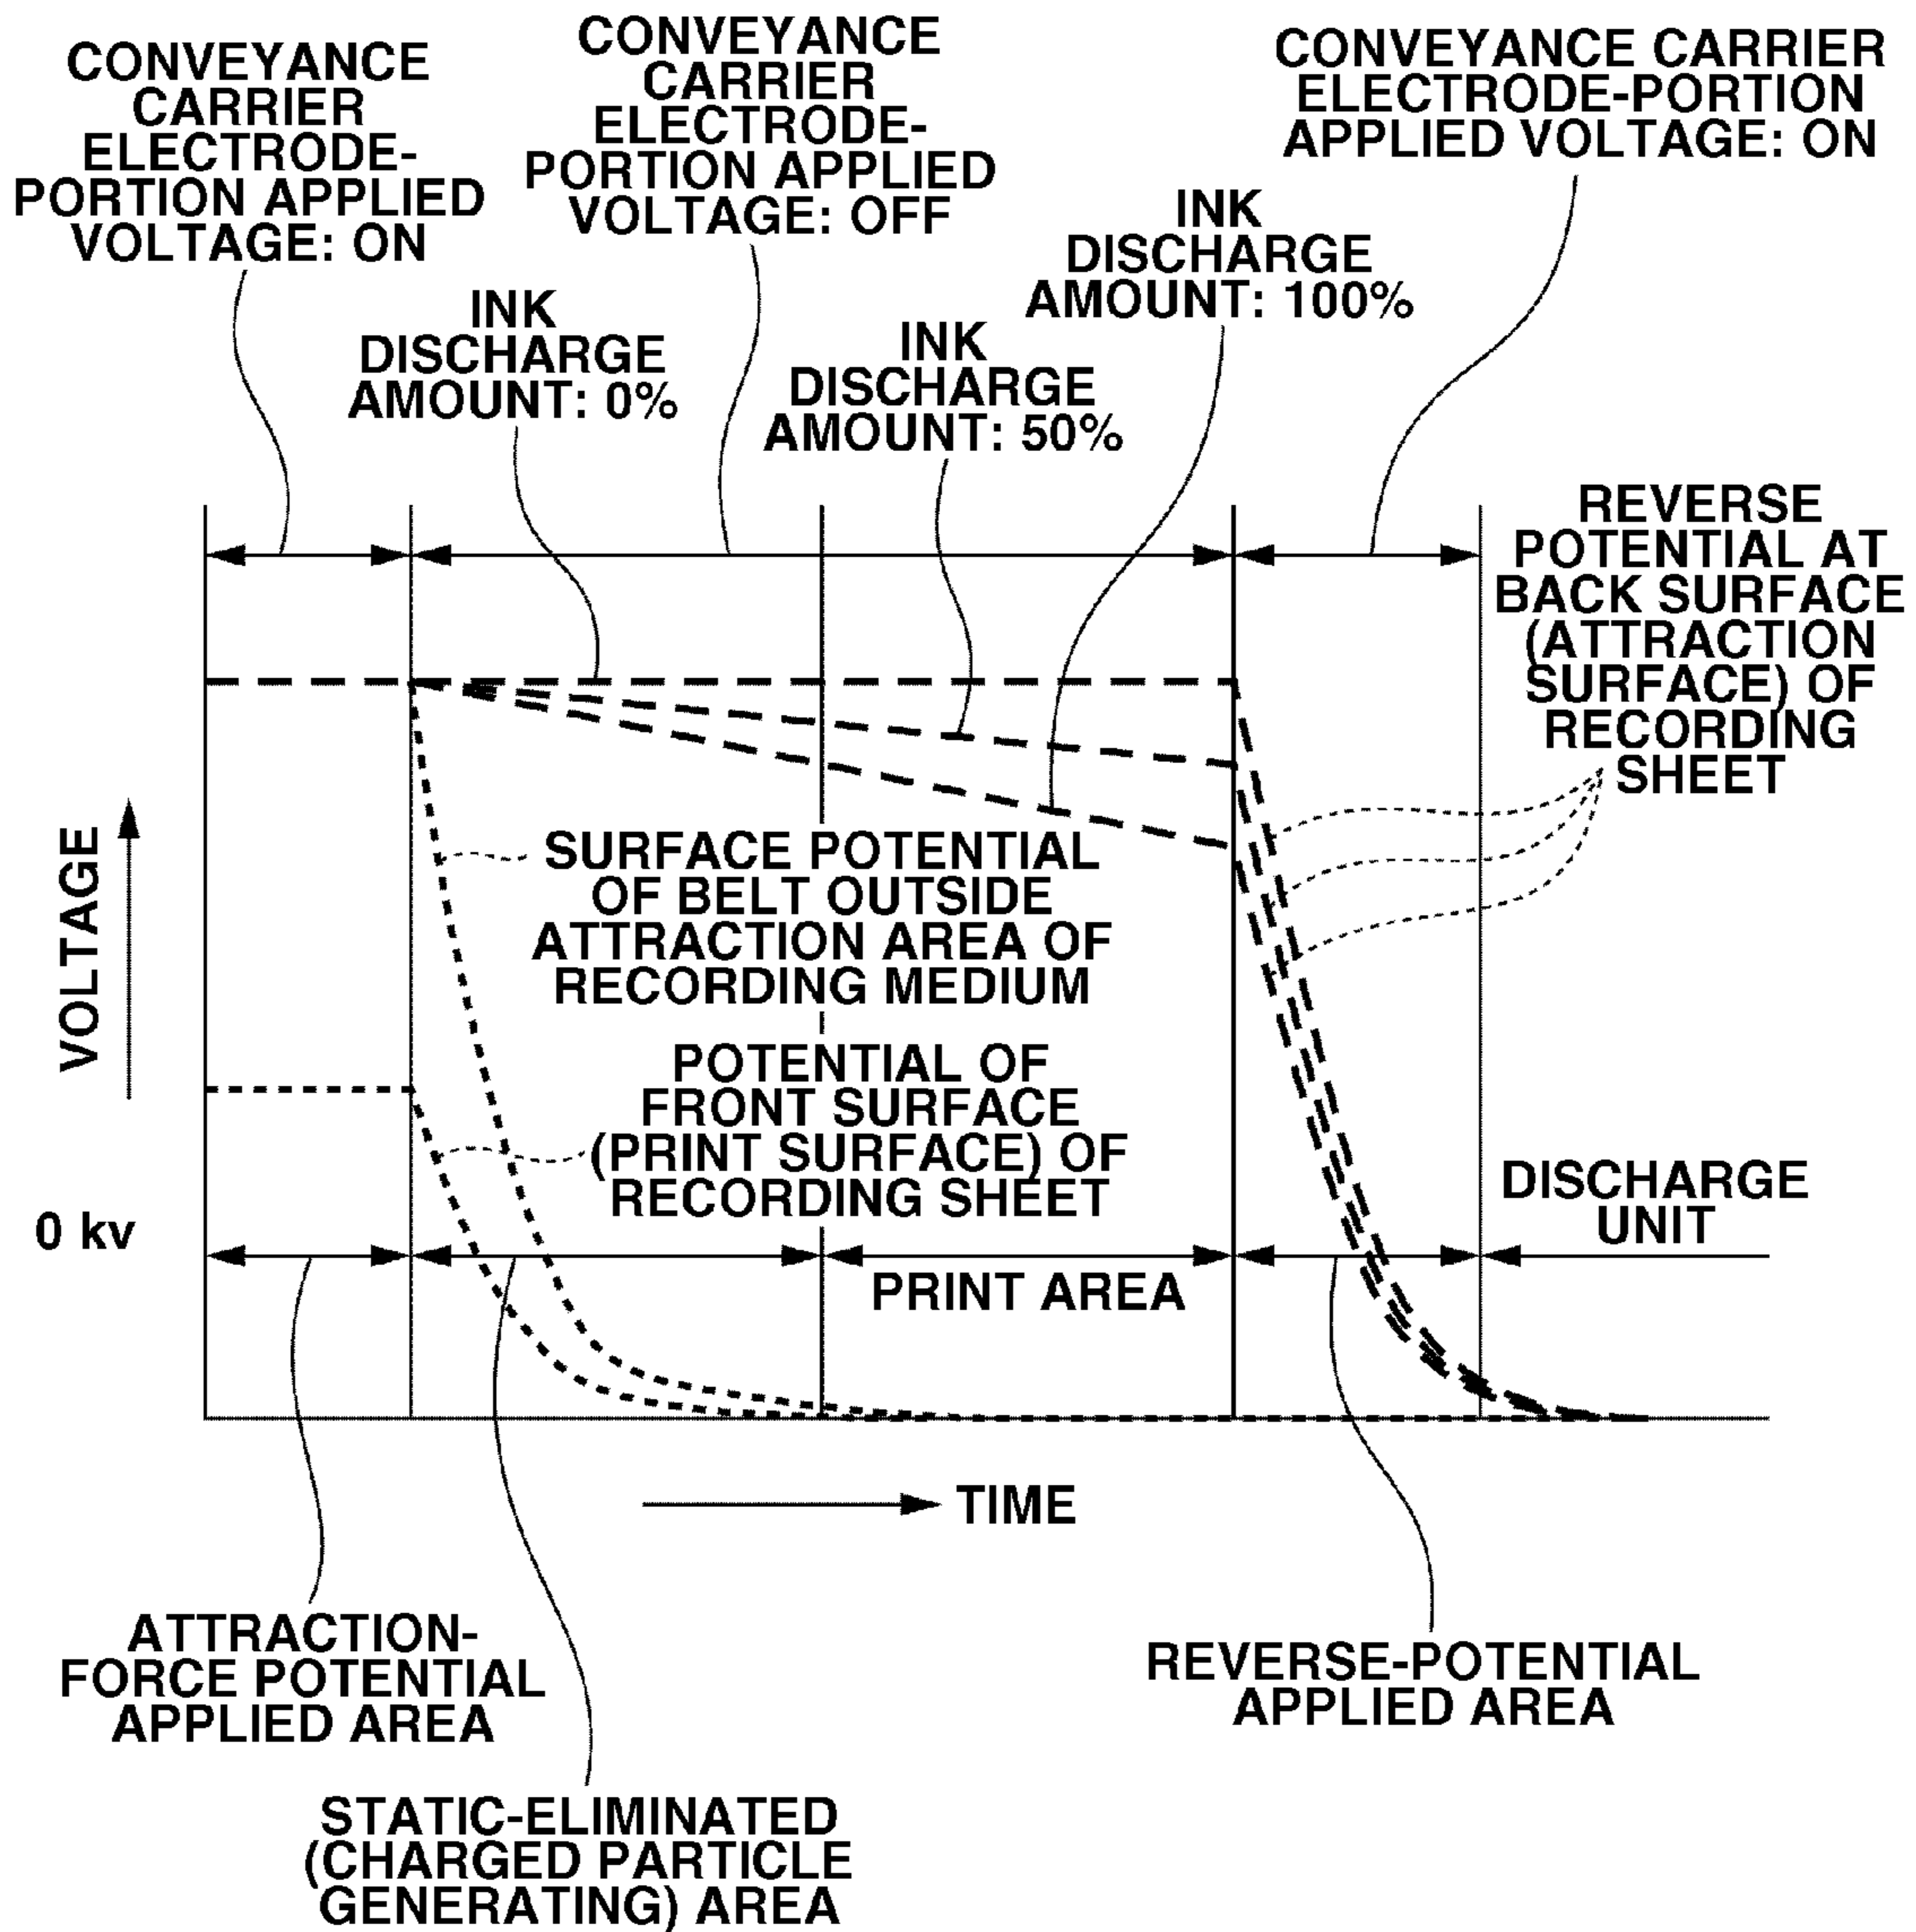 CONVEYANCE
CARRIER
ELECTRODE-
PORTION APPLIED
VOLTAGE: ON
CONVEYANCE
CARRIER
ELECTRODE-
PORTION APPLIED
VOLTAGE: OFF
CONVEYANCE CARRIER
ELECTRODE-PORTION
APPLIED VOLTAGE: ON
INK
DISCHARGE
AMOUNT: 0%
INK
DISCHARGE
AMOUNT: 50%
INK
DISCHARGE
AMOUNT: 100%
REVERSE
POTENTIAL AT
BACK SURFACE
(ATTRACTION
SURFACE) OF
RECORDING
SHEET
VOLTAGE
SURFACE POTENTIAL
OF BELT OUTSIDE
ATTRACTION AREA OF
RECORDING MEDIUM
POTENTIAL OF
FRONT SURFACE
(PRINT SURFACE) OF
RECORDING SHEET
0 kv
DISCHARGE
UNIT
PRINT AREA
TIME
ATTRACTION-
FORCE POTENTIAL
APPLIED AREA
REVERSE-POTENTIAL
APPLIED AREA
STATIC-ELIMINATED
(CHARGED PARTICLE
GENERATING) AREA